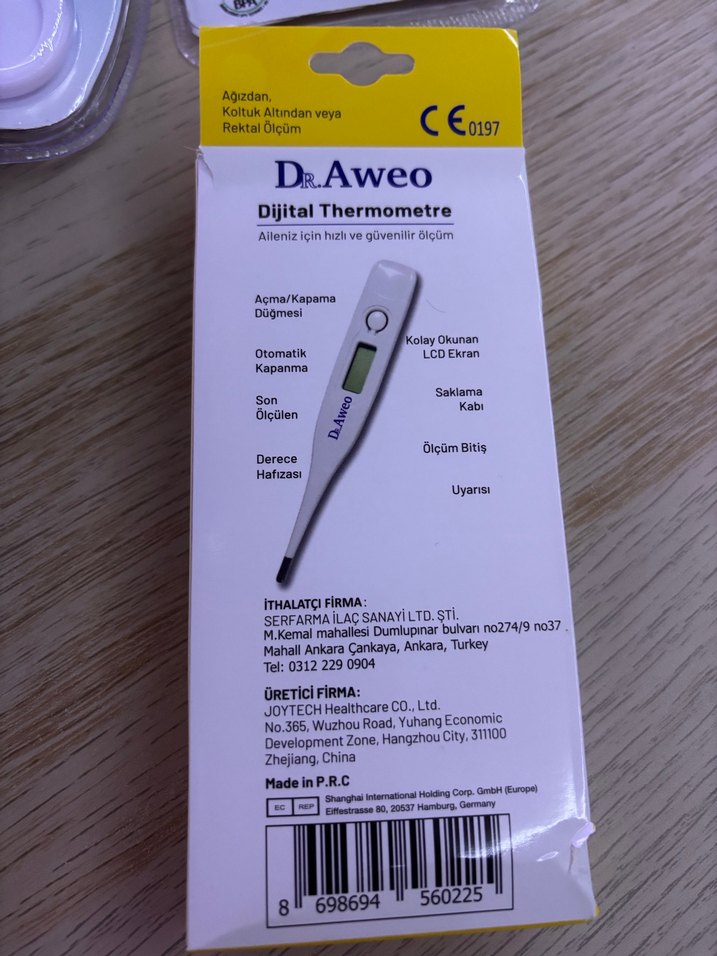 BPA
Ağızdan,
Koltuk Altından veya
Rektal Ölçüm
CE 0197
DR.AWEO
Dijital Thermometre
Aileniz için hızlı ve güvenilir ölçüm
Açma/Kapama
Düğmesi
Otomatik
Kapanma
Son
Ölçülen
Derece
Hafızası
Kolay Okunan
LCD Ekran
Saklama
Kabı
Ölçüm Bitiş
Uyarısı
DR.Aweo
İTHALATÇI FİRMA:
SERFARMA İLAÇ SANAYİ LTD. ŞTİ.
M.Kemal mahallesi Dumlupınar bulvarı no274/9 no37
Mahall Ankara Çankaya, Ankara, Turkey
Tel: 0312 229 0904
ÜRETİCİ FİRMA:
JOYTECH Healthcare CO., Ltd.
No.365, Wuzhou Road, Yuhang Economic
Development Zone, Hangzhou City, 311100
Zhejiang, China
Made in P.R.C
EC REP
Shanghai International Holding Corp. GmbH (Europe)
Eiffestrasse 80, 20537 Hamburg, Germany
8 698694 560225